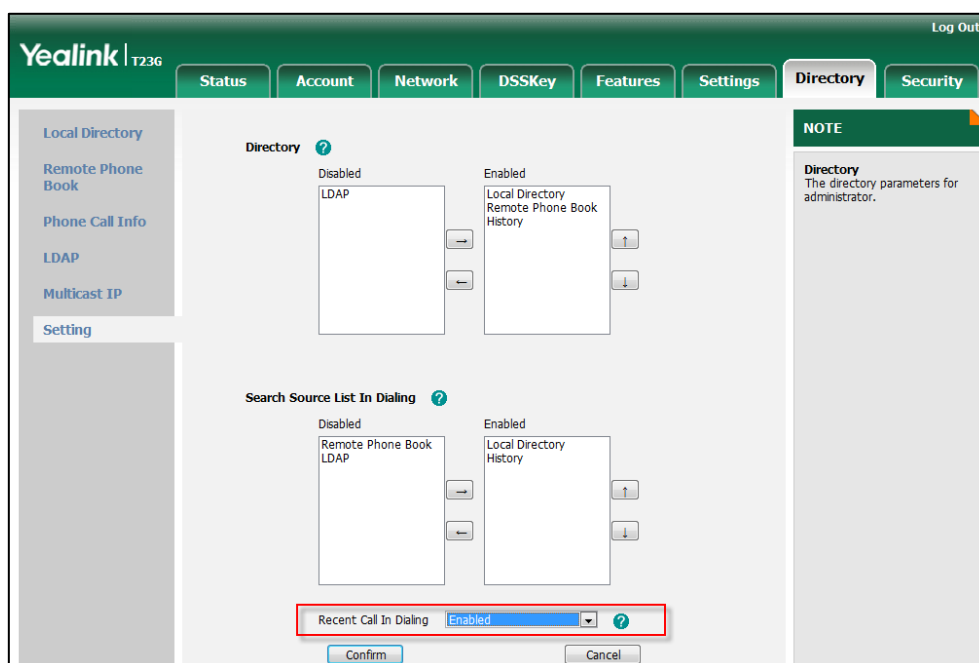 Log Out
Yealink T23G
Status Account Network DSSKey Features Settings Directory Security
Local Directory
Remote Phone
Book
Phone Call Info
LDAP
Multicast IP
Setting
Directory ?
Disabled Enabled
LDAP
Local Directory
Remote Phone Book
History
→
←
↑
↓
Search Source List In Dialing ?
Disabled Enabled
Remote Phone Book
LDAP
Local Directory
History
→
←
↑
↓
Recent Call In Dialing Enabled ?
Confirm Cancel
NOTE
Directory
The directory parameters for
administrator.